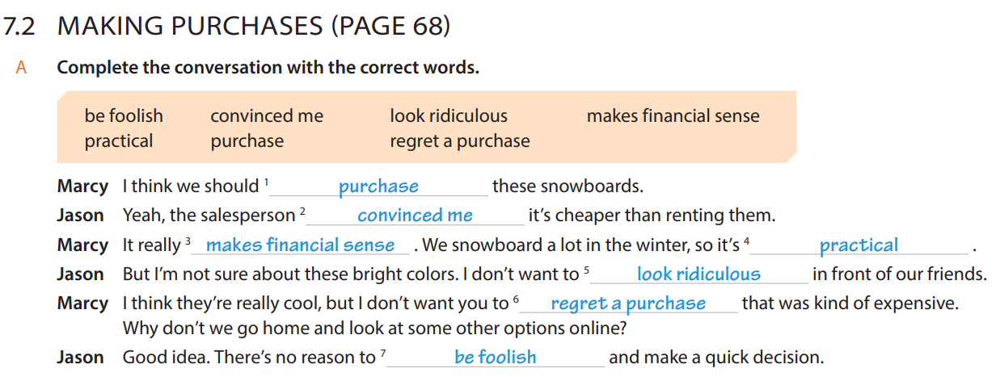 7.2 MAKING PURCHASES (PAGE 68)
A Complete the conversation with the correct words.
be foolish convinced me look ridiculous makes financial sense
practical purchase regret a purchase
Marcy I think we should 1 purchase these snowboards.
Jason Yeah, the salesperson 2 convinced me it’s cheaper than renting them.
Marcy It really 3 makes financial sense . We snowboard a lot in the winter, so it’s 4 practical .
Jason But I’m not sure about these bright colors. I don’t want to 5 look ridiculous in front of our friends.
Marcy I think they’re really cool, but I don’t want you to 6 regret a purchase that was kind of expensive.
Why don’t we go home and look at some other options online?
Jason Good idea. There’s no reason to 7 be foolish and make a quick decision.